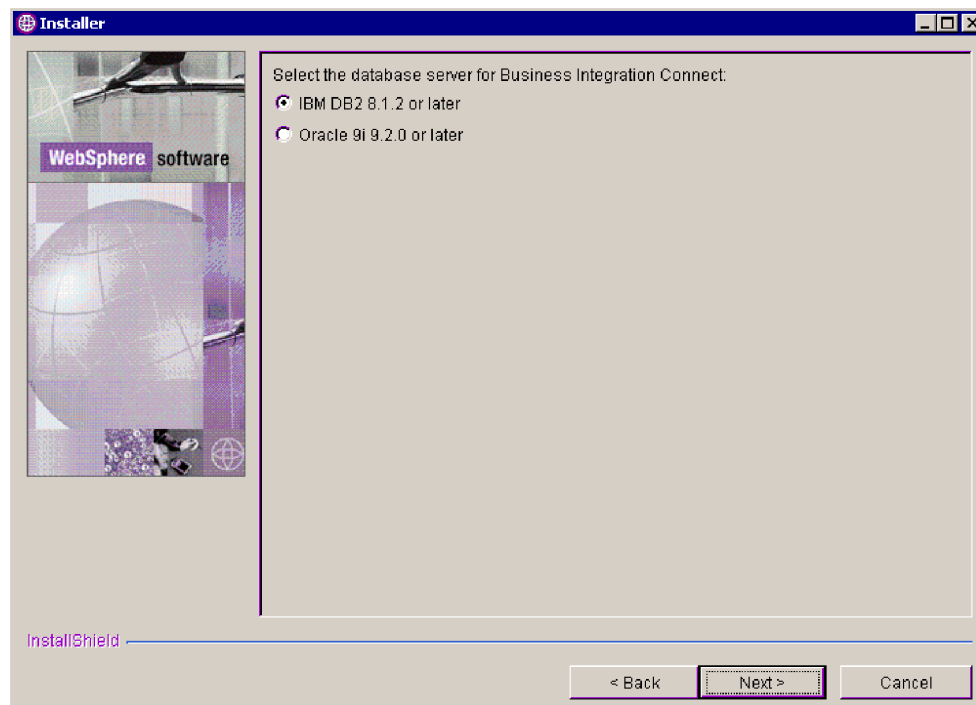 Installer
Select the database server for Business Integration Connect:
IBM DB2 8.1.2 or later
Oracle 9i 9.2.0 or later
WebSphere software
InstallShield
< Back
Next >
Cancel